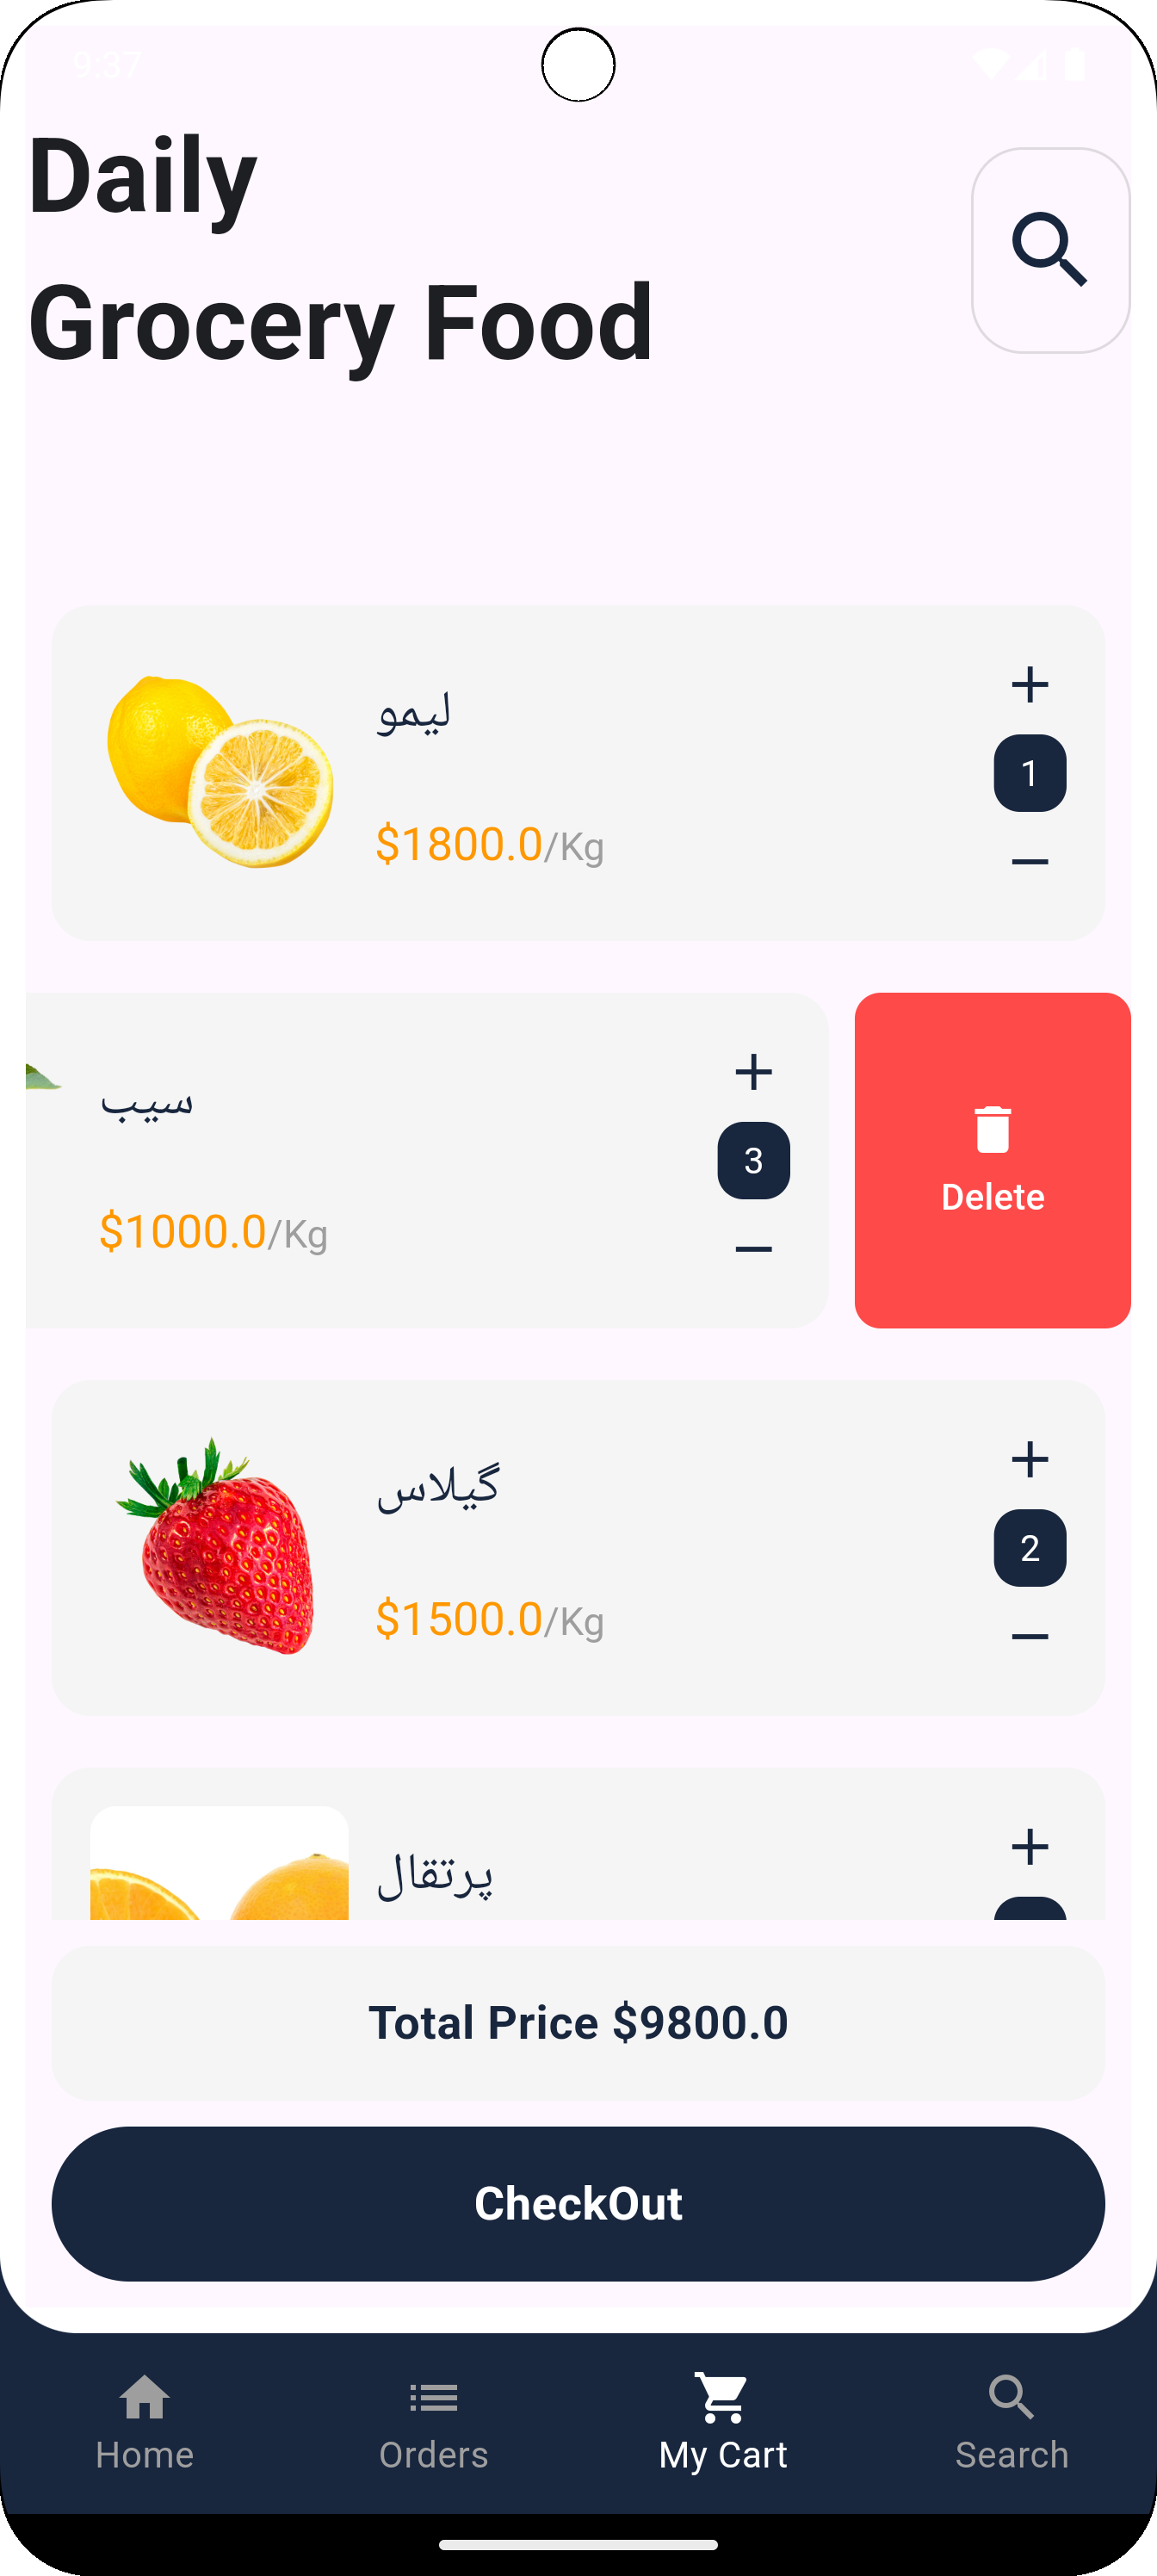 9:37
Daily
Grocery Food
لیمو
1
$1800.0/Kg
سیب
3
$1000.0/Kg
Delete
گیلاس
2
$1500.0/Kg
پرتقال
Total Price $9800.0
CheckOut
Home
Orders
My Cart
Search